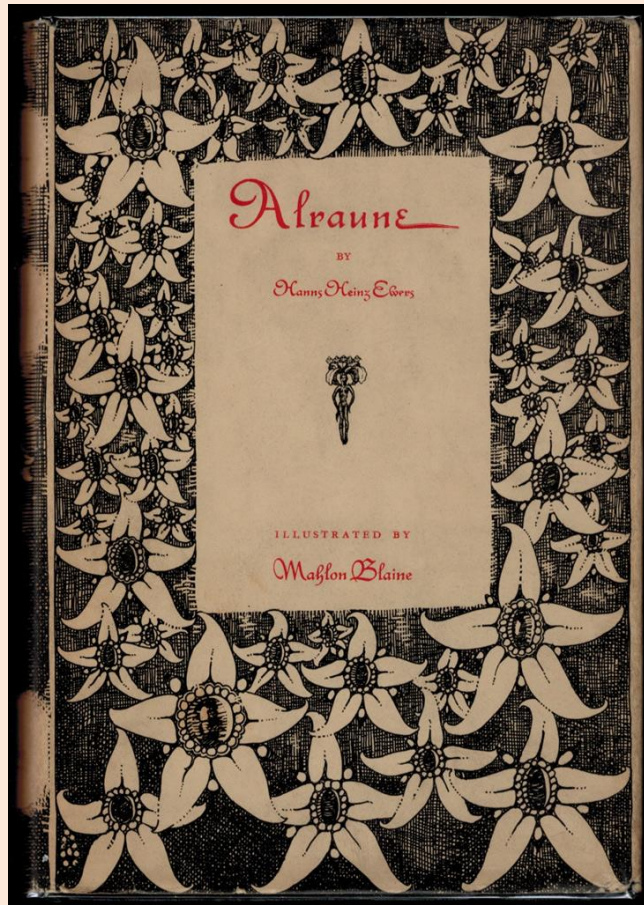 Alraune
BY
Hanns Heinz Ewers
ILLUSTRATED BY
Mahlon Blaine